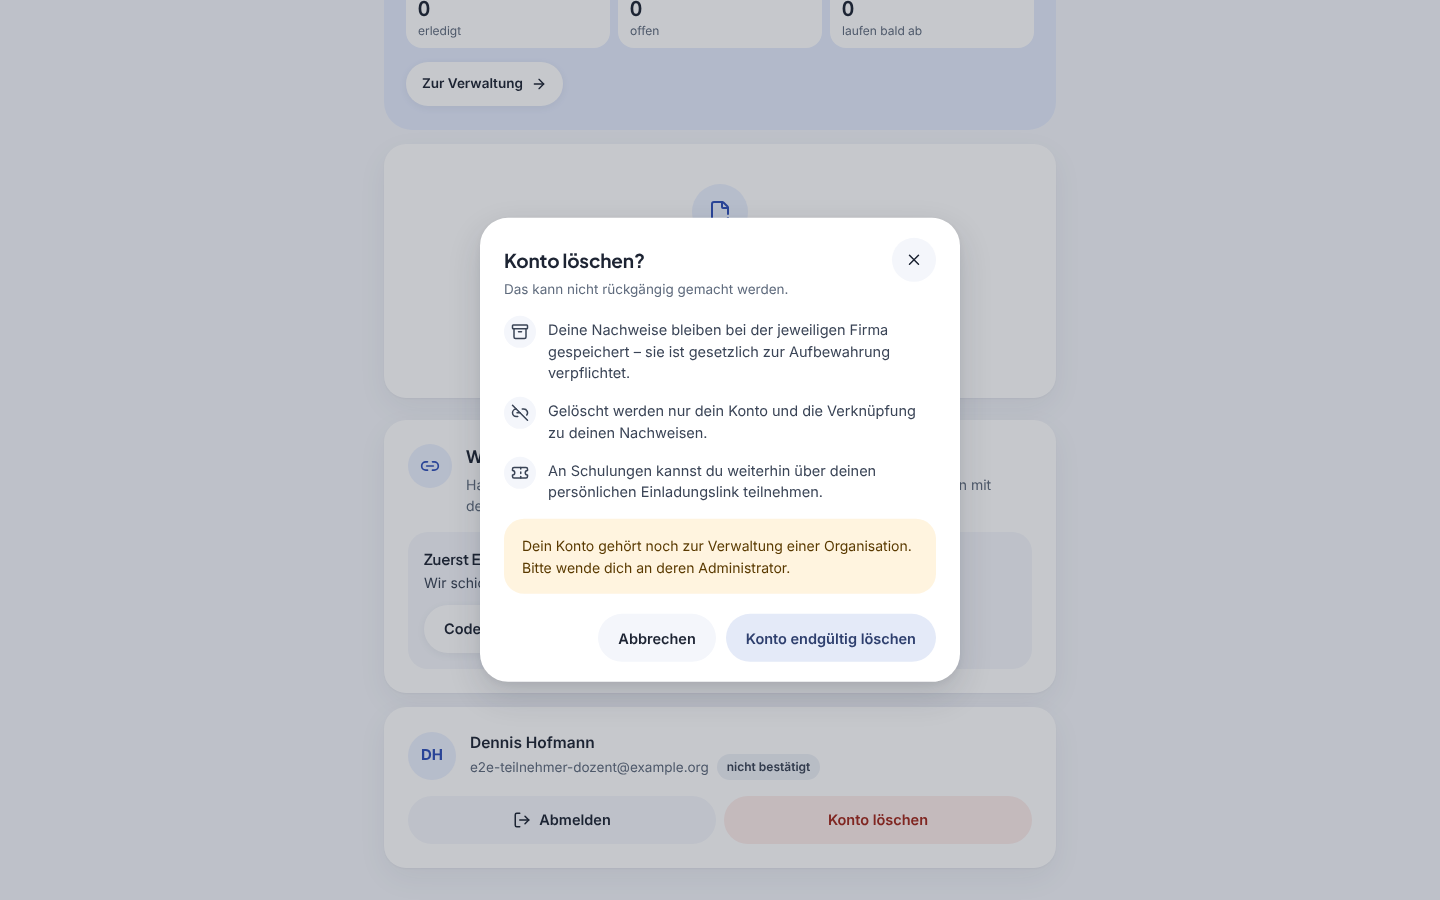 0
erledigt
0
offen
0
laufen bald ab
Zur Verwaltung
Konto löschen?
Das kann nicht rückgängig gemacht werden.
Deine Nachweise bleiben bei der jeweiligen Firma
gespeichert – sie ist gesetzlich zur Aufbewahrung
verpflichtet.
Gelöscht werden nur dein Konto und die Verknüpfung
zu deinen Nachweisen.
An Schulungen kannst du weiterhin über deinen
persönlichen Einladungslink teilnehmen.
Dein Konto gehört noch zur Verwaltung einer Organisation.
Bitte wende dich an deren Administrator.
Abbrechen
Konto endgültig löschen
mit
Zuerst
Wir
Code
DH
Dennis Hofmann
e2e-teilnehmer-dozent@example.org
nicht bestätigt
Abmelden
Konto löschen